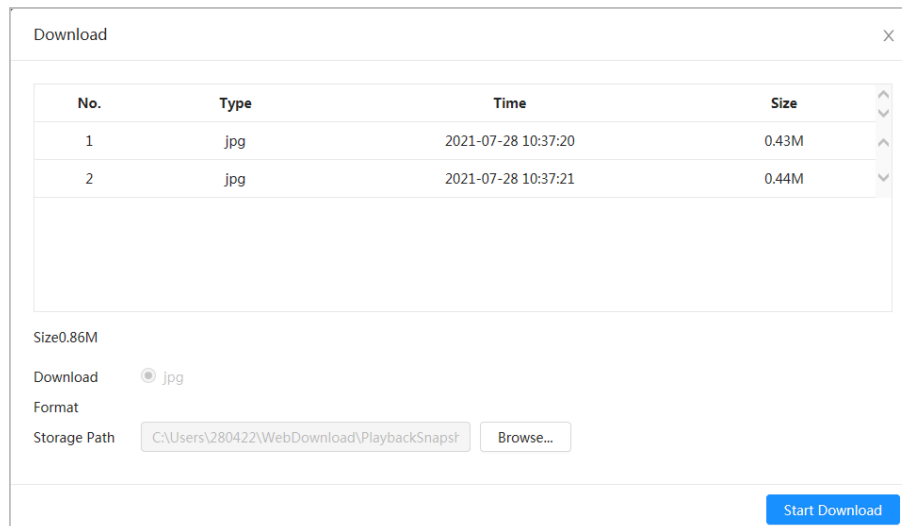 Download
No. Type Time Size
1 jpg 2021-07-28 10:37:20 0.43M
2 jpg 2021-07-28 10:37:21 0.44M
Size0.86M
Download jpg
Format
Storage Path C:\Users\280422\WebDownload\PlaybackSnapsh Browse...
Start Download